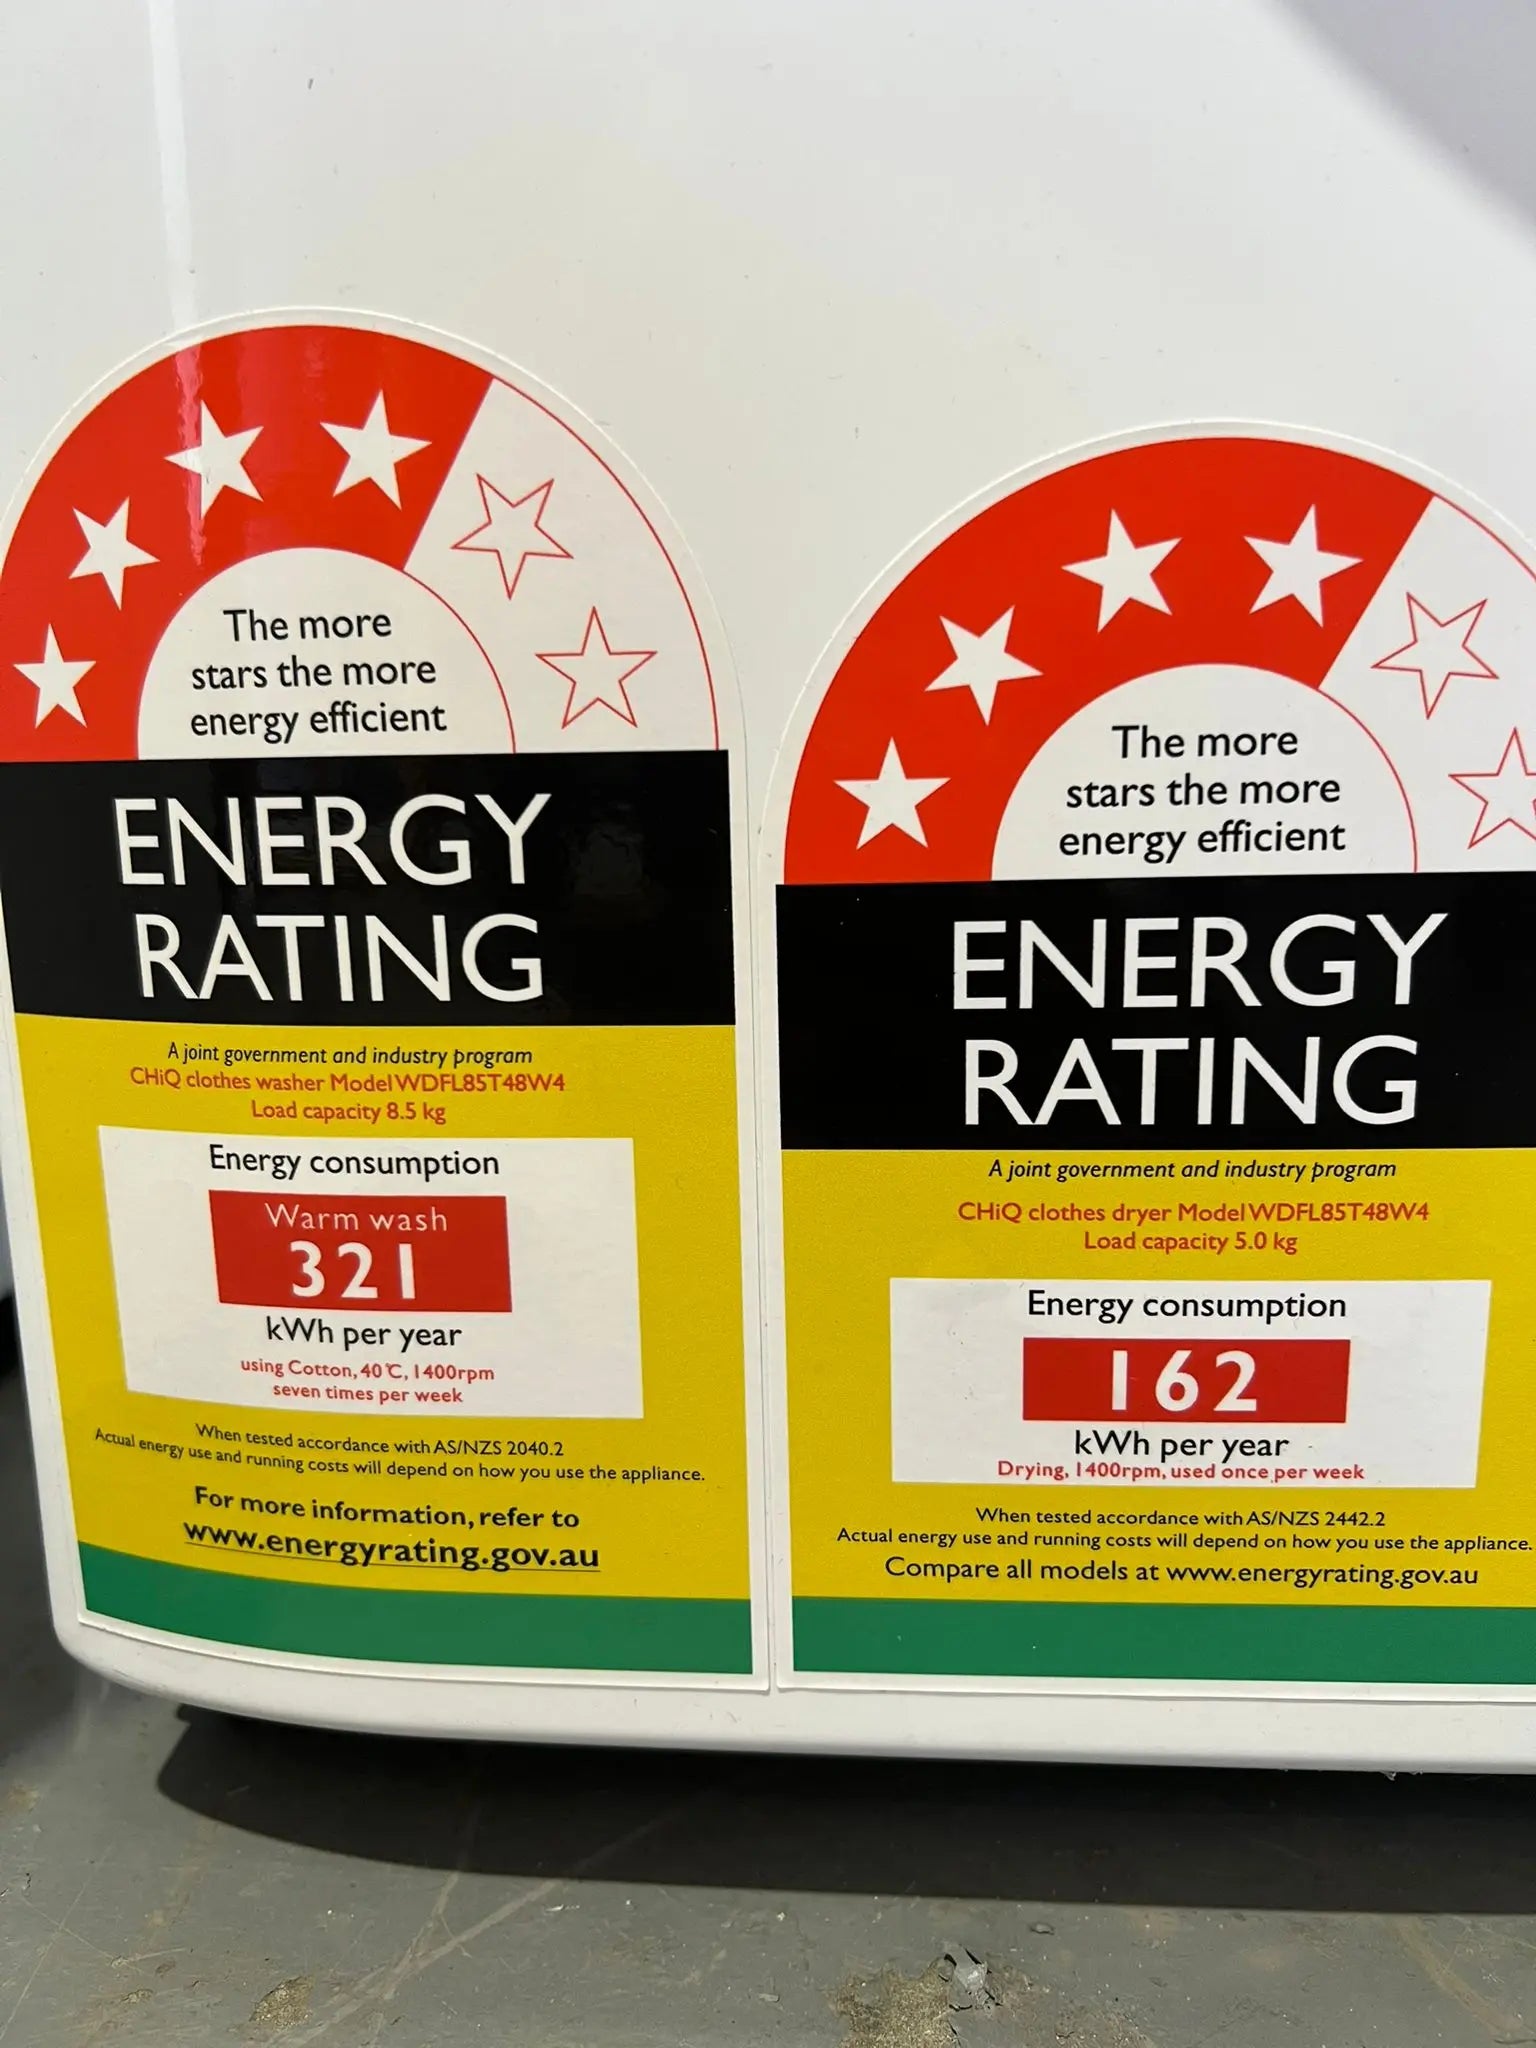 The more
stars the more
energy efficient
ENERGY
RATING
A joint government and industry program
CHiQ clothes washer Model WDFL85T48W4
Load capacity 8.5 kg
Energy consumption
Warm wash
321
kWh per year
using Cotton, 40℃, 1400rpm
seven times per week
When tested accordance with AS/NZS 2040.2
Actual energy use and running costs will depend on how you use the appliance.
For more information, refer to
www.energyrating.gov.au
The more
stars the more
energy efficient
ENERGY
RATING
A joint government and industry program
CHiQ clothes dryer Model WDFL85T48W4
Load capacity 5.0 kg
Energy consumption
162
kWh per year
Drying, 1400rpm, used once per week
When tested accordance with AS/NZS 2442.2
Actual energy use and running costs will depend on how you use the appliance.
Compare all models at www.energyrating.gov.au